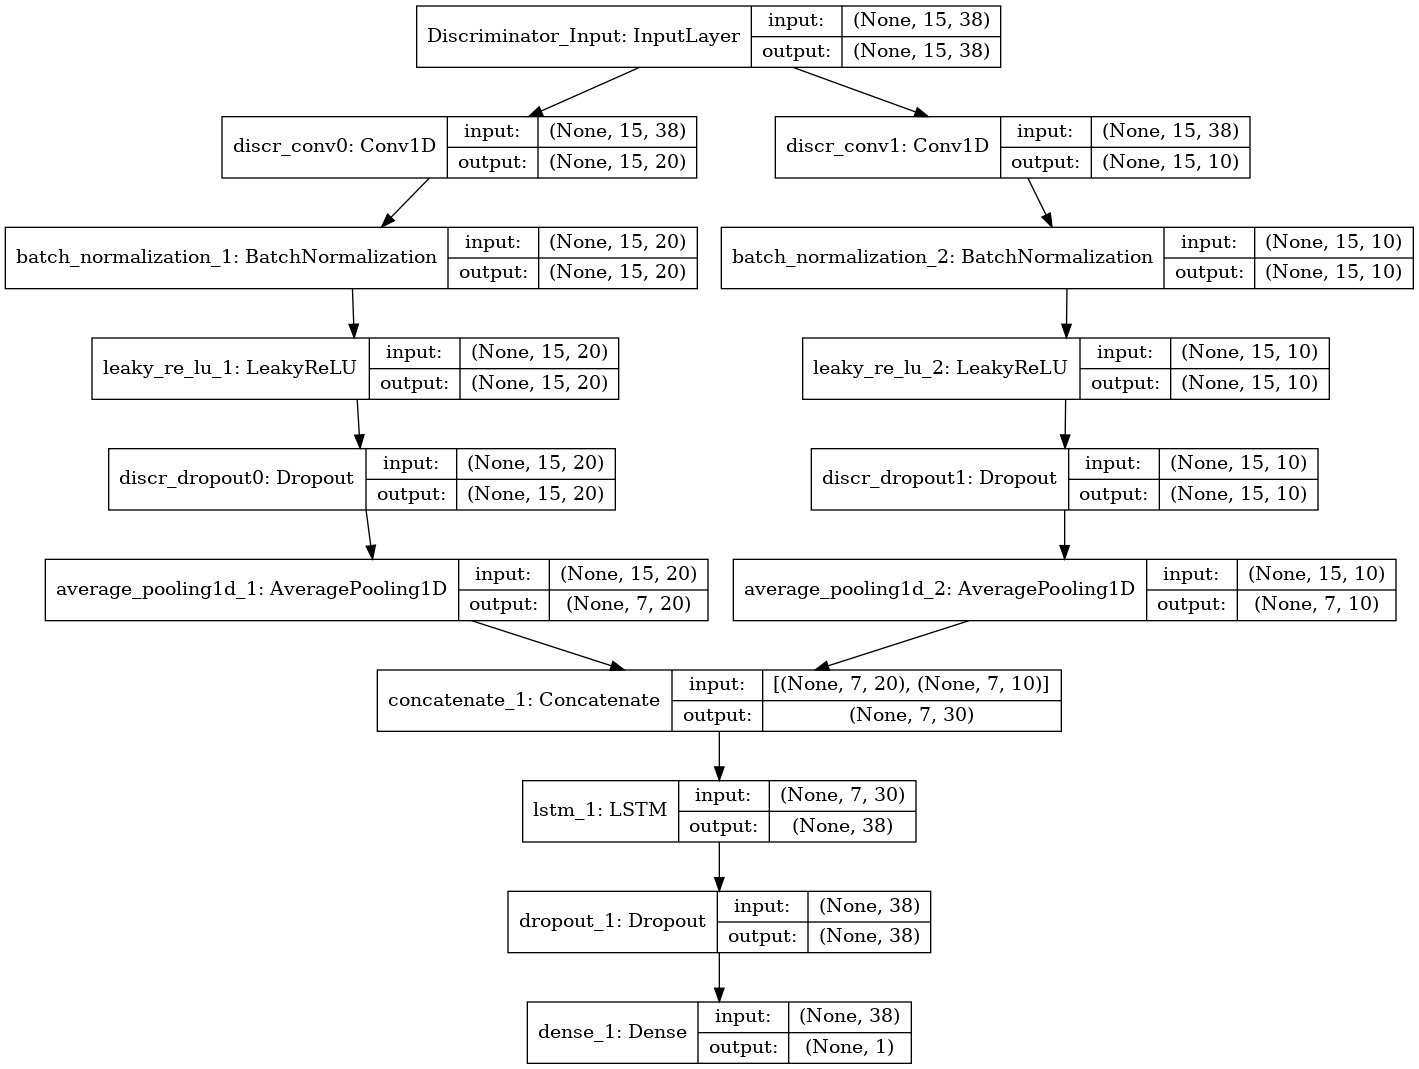 Discriminator_Input: InputLayer
input: (None, 15, 38)
output: (None, 15, 38)
discr_conv0: Conv1D
input: (None, 15, 38)
output: (None, 15, 20)
discr_conv1: Conv1D
input: (None, 15, 38)
output: (None, 15, 10)
batch_normalization_1: BatchNormalization
input: (None, 15, 20)
output: (None, 15, 20)
batch_normalization_2: BatchNormalization
input: (None, 15, 10)
output: (None, 15, 10)
leaky_re_lu_1: LeakyReLU
input: (None, 15, 20)
output: (None, 15, 20)
leaky_re_lu_2: LeakyReLU
input: (None, 15, 10)
output: (None, 15, 10)
discr_dropout0: Dropout
input: (None, 15, 20)
output: (None, 15, 20)
discr_dropout1: Dropout
input: (None, 15, 10)
output: (None, 15, 10)
average_pooling1d_1: AveragePooling1D
input: (None, 15, 20)
output: (None, 7, 20)
average_pooling1d_2: AveragePooling1D
input: (None, 15, 10)
output: (None, 7, 10)
concatenate_1: Concatenate
input: [(None, 7, 20), (None, 7, 10)]
output: (None, 7, 30)
lstm_1: LSTM
input: (None, 7, 30)
output: (None, 38)
dropout_1: Dropout
input: (None, 38)
output: (None, 38)
dense_1: Dense
input: (None, 38)
output: (None, 1)